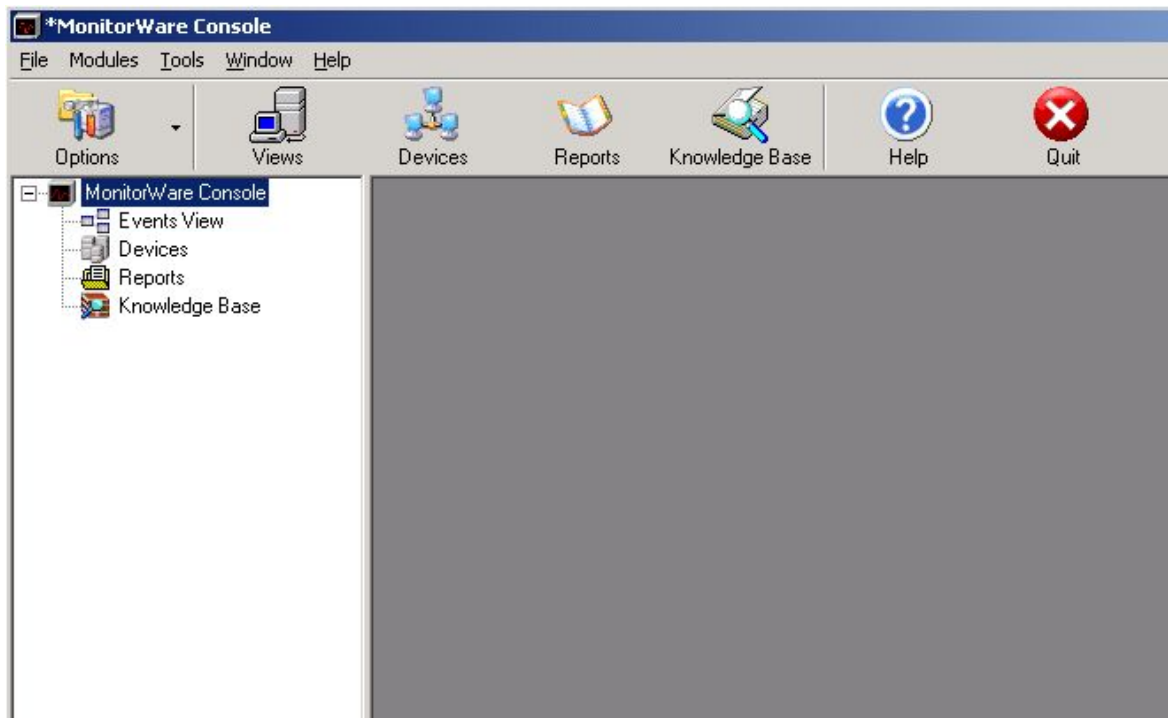 *MonitorWare Console
File Modules Tools Window Help
Options Views Devices Reports Knowledge Base Help Quit
MonitorWare Console
Events View
Devices
Reports
Knowledge Base